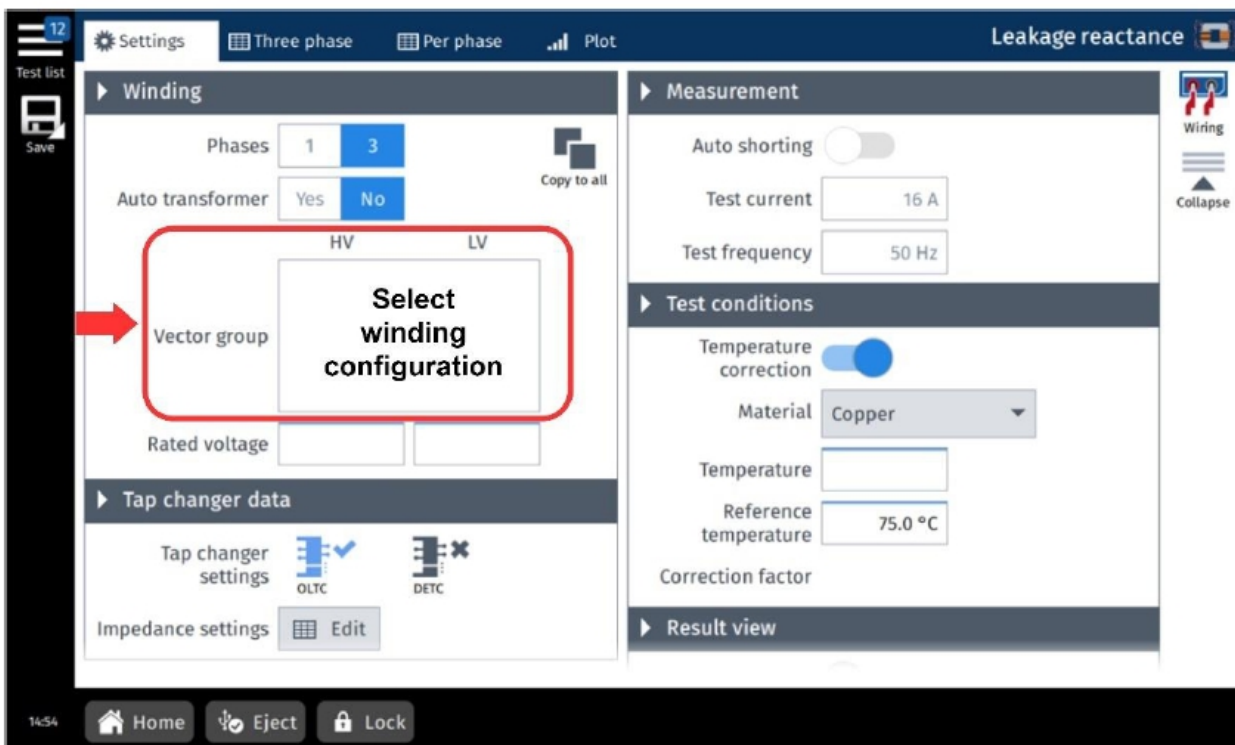 12
Test list
Save
Settings
Three phase
Per phase
Plot
Leakage reactance
Winding
Phases 1 3
Copy to all
Auto transformer Yes No
HV LV
Vector group
Select
winding
configuration
Rated voltage
Tap changer data
Tap changer
settings
OLTC DETC
Impedance settings Edit
Measurement
Auto shorting
Test current 16 A
Test frequency 50 Hz
Test conditions
Temperature
correction
Material Copper
Temperature
Reference
temperature 75.0 °C
Correction factor
Result view
Wiring
Collapse
14:54
Home Eject Lock